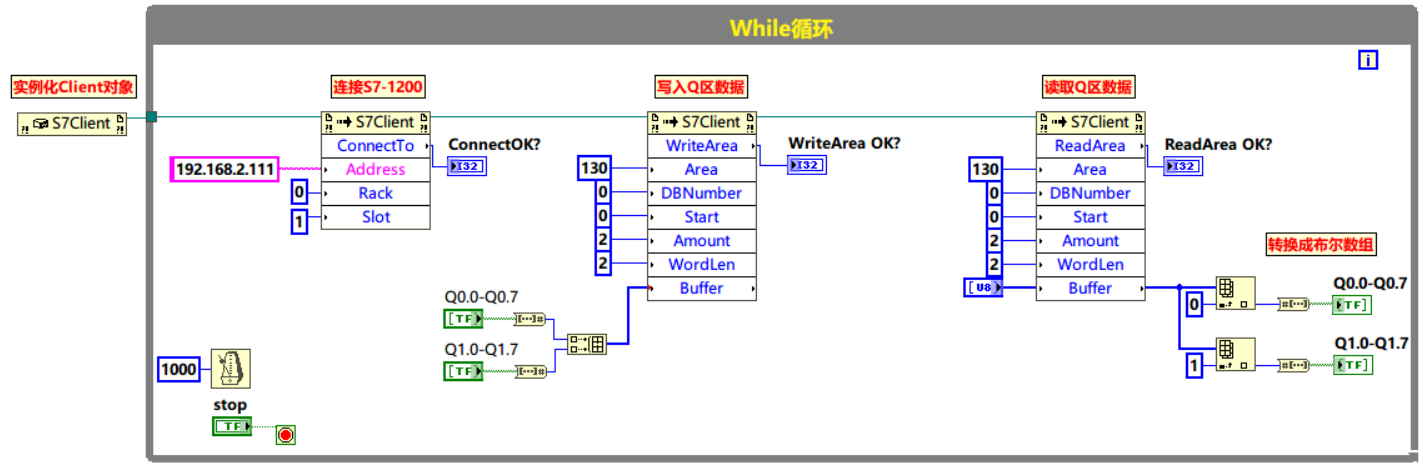 While循环
i
实例化Client对象
S7Client
连接S7-1200
S7Client
ConnectTo
Address
Rack
Slot
192.168.2.111
0
1
ConnectOK?
I32
写入Q区数据
S7Client
WriteArea
Area
DBNumber
Start
Amount
WordLen
Buffer
130
0
0
2
2
WriteArea OK?
I32
Q0.0-Q0.7
TF
[...]#
Q1.0-Q1.7
TF
[...]#
读取Q区数据
S7Client
ReadArea
Area
DBNumber
Start
Amount
WordLen
Buffer
130
0
0
2
2
U8
ReadArea OK?
I32
转换成布尔数组
0
#[...]
Q0.0-Q0.7
TF
1
#[...]
Q1.0-Q1.7
TF
1000
stop
TF